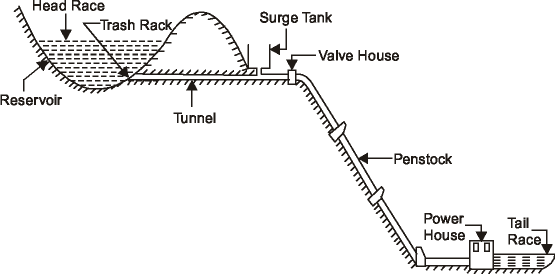 Head Race
Trash Rack
Surge Tank
Valve House
Reservoir
Tunnel
Penstock
Power
House
Tail
Race